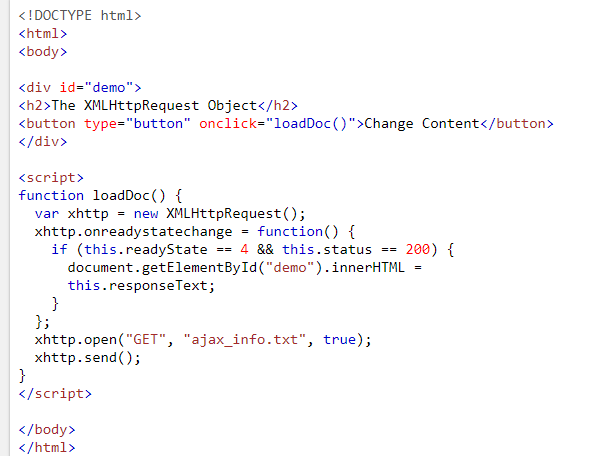 <!DOCTYPE html>
<html>
<body>

<div id="demo">
<h2>The XMLHttpRequest Object</h2>
<button type="button" onclick="loadDoc()">Change Content</button>
</div>

<script>
function loadDoc() {
  var xhttp = new XMLHttpRequest();
  xhttp.onreadystatechange = function() {
    if (this.readyState == 4 && this.status == 200) {
      document.getElementById("demo").innerHTML =
      this.responseText;
    }
  };
  xhttp.open("GET", "ajax_info.txt", true);
  xhttp.send();
}
</script>

</body>
</html>